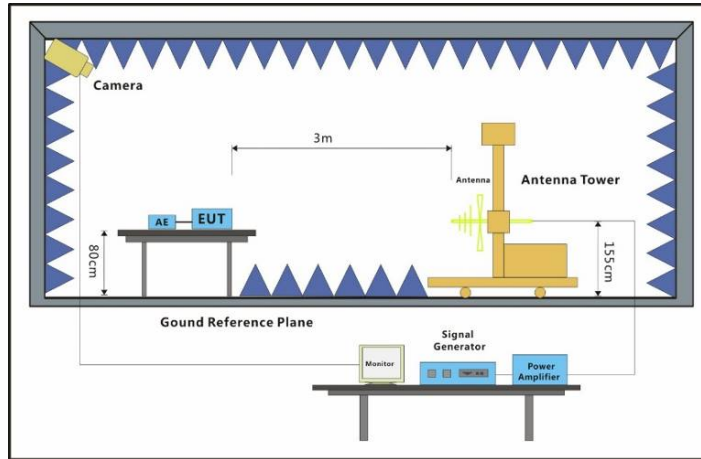 Camera
3m
Antenna
Antenna Tower
AE
EUT
80cm
155cm
Gound Reference Plane
Signal
Generator
Monitor
Power
Amplifier